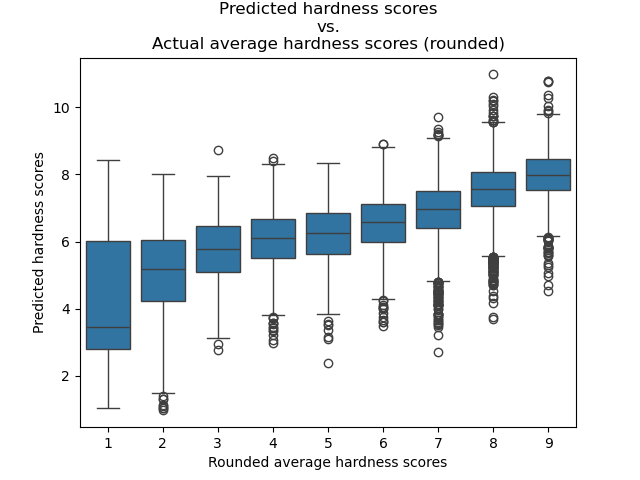 Predicted hardness scores
vs.
Actual average hardness scores (rounded)
Predicted hardness scores
10
8
6
4
2
1 2 3 4 5 6 7 8 9
Rounded average hardness scores